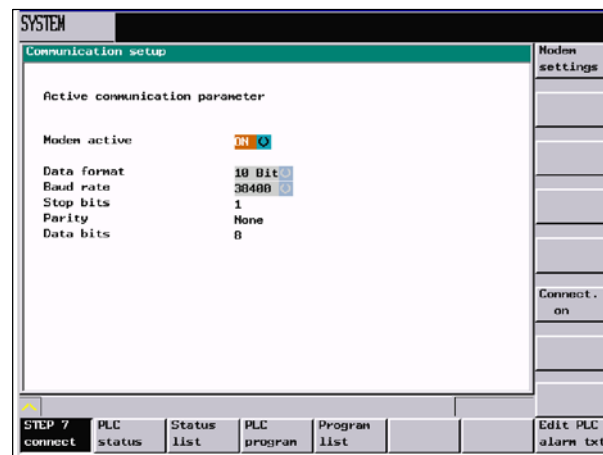 SYSTEM
Communication setup
Modem
settings
Active communication parameter
Modem active ON
Data format 10 Bit
Baud rate 38400
Stop bits 1
Parity None
Data bits 8
Connect.
on
STEP 7 PLC Status PLC Program Edit PLC
connect status list program list alarm txt